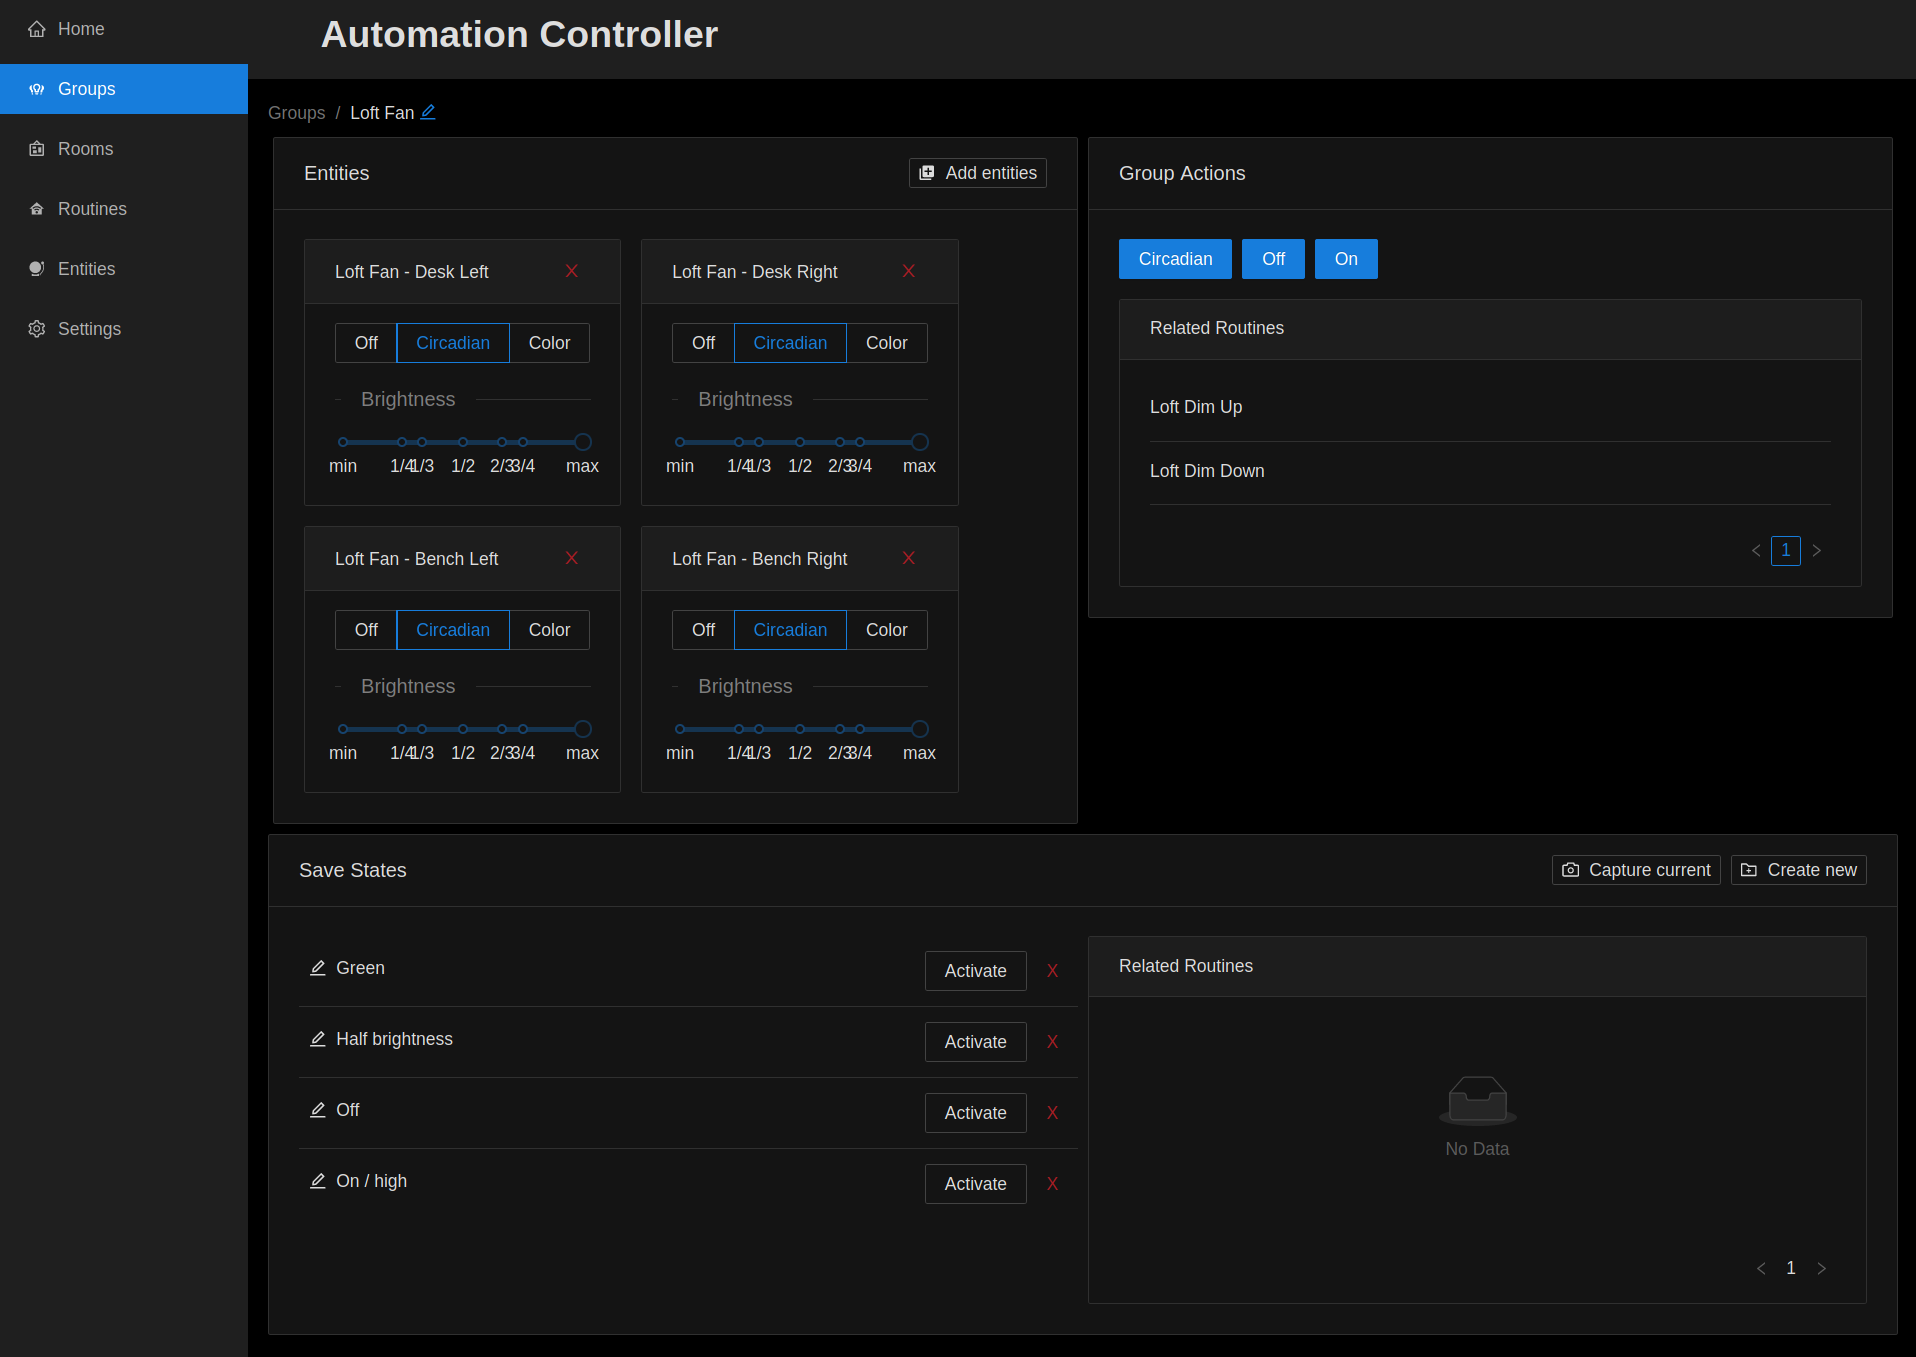 Home
Automation Controller
Groups
Rooms
Routines
Entities
Settings
Groups / Loft Fan
Entities
Add entities
Loft Fan - Desk Left X
Off Circadian Color
Brightness
min 1/4 1/3 1/2 2/3 3/4 max
Loft Fan - Desk Right X
Off Circadian Color
Brightness
min 1/4 1/3 1/2 2/3 3/4 max
Loft Fan - Bench Left X
Off Circadian Color
Brightness
min 1/4 1/3 1/2 2/3 3/4 max
Loft Fan - Bench Right X
Off Circadian Color
Brightness
min 1/4 1/3 1/2 2/3 3/4 max
Group Actions
Circadian Off On
Related Routines
Loft Dim Up
Loft Dim Down
< 1 >
Save States
Capture current Create new
Green Activate X
Half brightness Activate X
Off Activate X
On / high Activate X
Related Routines
No Data
< 1 >